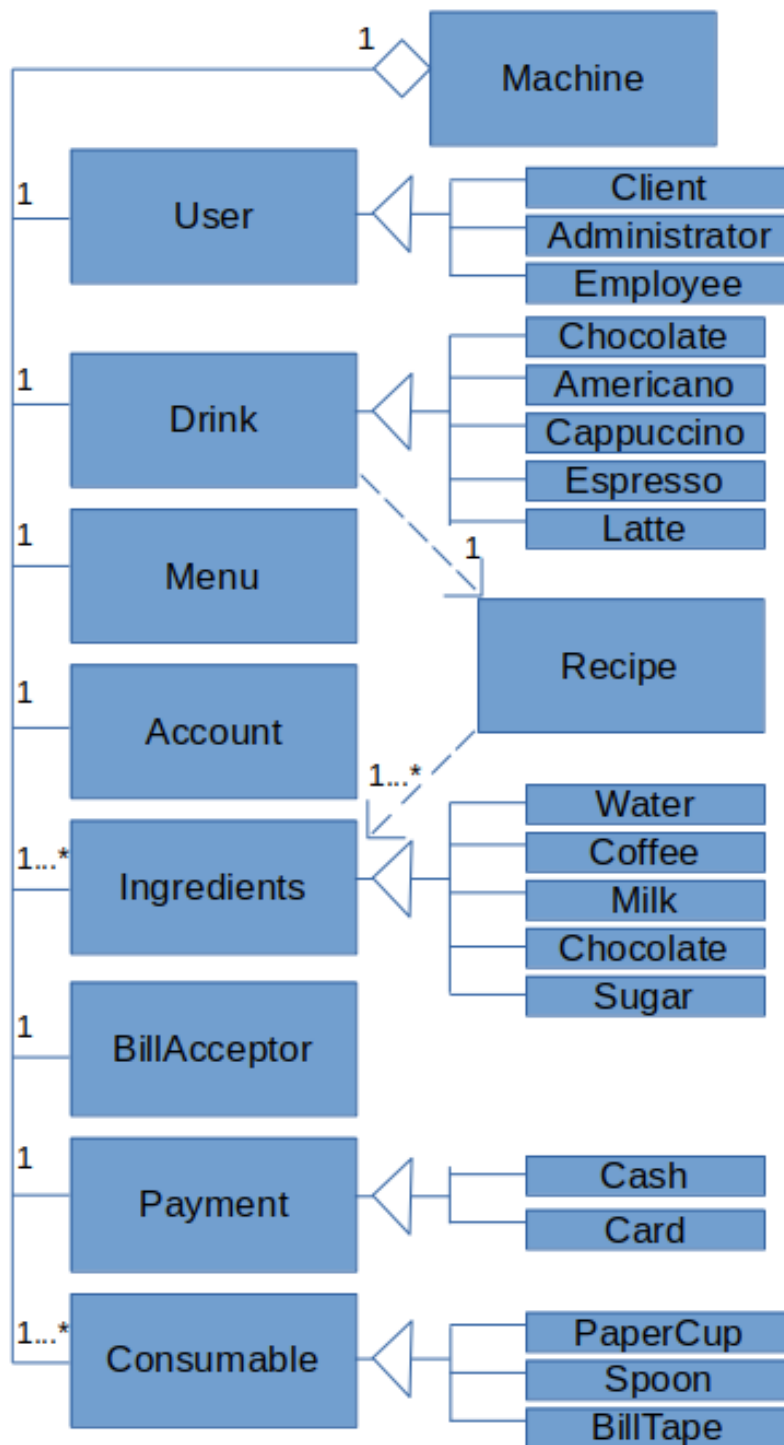 1
Machine
1
User
Client
Administrator
Employee
1
Drink
Chocolate
Americano
Cappuccino
Espresso
Latte
1
Menu
1
Recipe
1
Account
1...*
1...*
Ingredients
Water
Coffee
Milk
Chocolate
Sugar
1
BillAcceptor
1
Payment
Cash
Card
1...*
Consumable
PaperCup
Spoon
BillTape